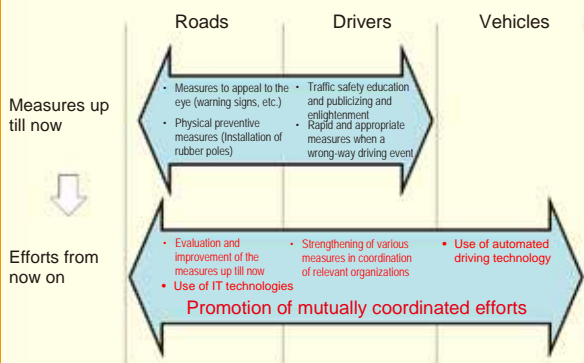 Roads Drivers Vehicles
Measures up
till now
• Measures to appeal to the
eye (warning signs, etc.)
• Physical preventive
measures (Installation of
rubber poles)
• Traffic safety education
and publicizing and
enlightenment
• Rapid and appropriate
measures when a
wrong-way driving event
Efforts from
now on
• Evaluation and
improvement of the
measures up till now
• Use of IT technologies
• Strengthening of various
measures in coordination
of relevant organizations
• Use of automated
driving technology
Promotion of mutually coordinated efforts